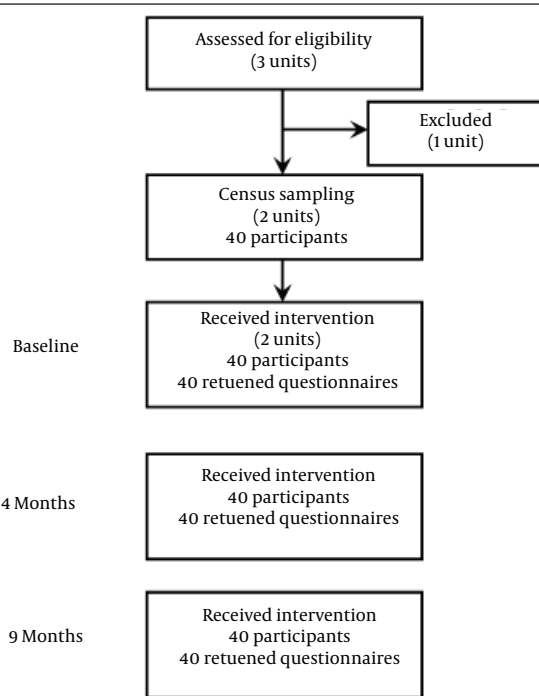 Assessed for eligibility
(3 units)
Excluded
(1 unit)
Census sampling
(2 units)
40 participants
Baseline
Received intervention
(2 units)
40 participants
40 retuened questionnaires
4 Months
Received intervention
40 participants
40 retuened questionnaires
9 Months
Received intervention
40 participants
40 retuened questionnaires